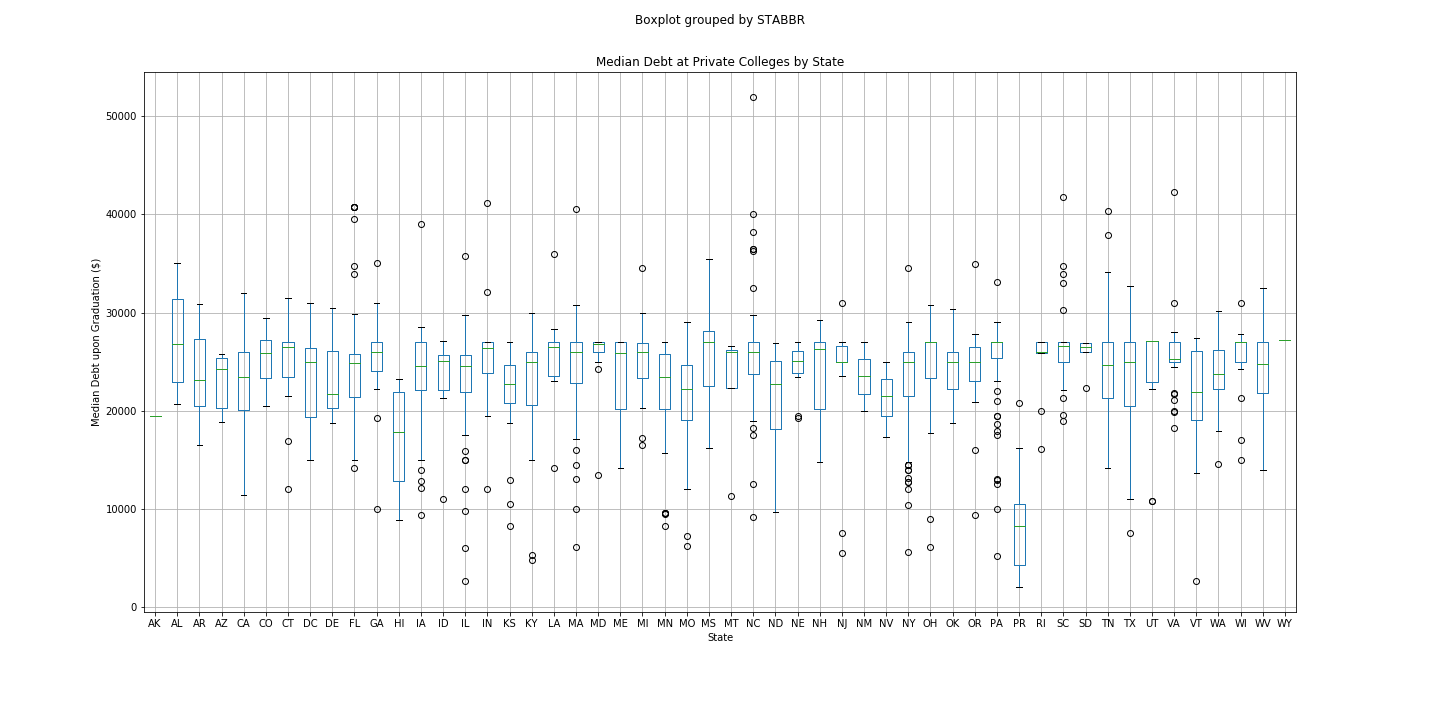 Boxplot grouped by STABBR
Median Debt at Private Colleges by State
50000
40000
30000
20000
10000
0
Median Debt upon Graduation ($)
AK AL AR AZ CA CO CT DC DE FL GA HI IA ID IL IN KS KY LA MA MD ME MI MN MO MS MT NC ND NE NH NJ NM NV NY OH OK OR PA PR RI SC SD TN TX UT VA VT WA WI WV WY
State